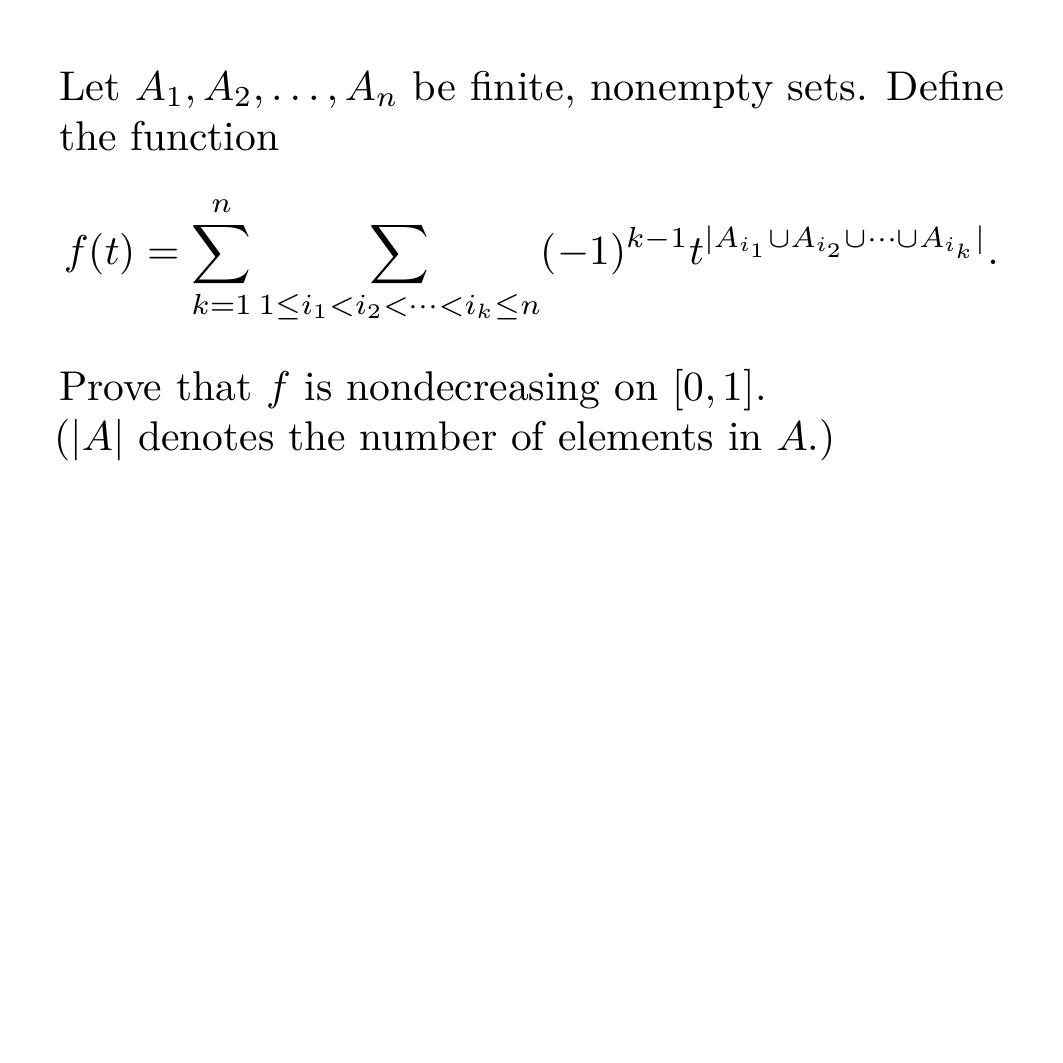 Let $A_1, A_2, \ldots, A_n$ be finite, nonempty sets. Define
the function
$$f(t) = \sum_{k=1}^{n} \sum_{1 \leq i_1 < i_2 < \cdots < i_k \leq n} (-1)^{k-1} t^{|A_{i_1} \cup A_{i_2} \cup \cdots \cup A_{i_k}|}.$$
Prove that $f$ is nondecreasing on $[0, 1]$.
($|A|$ denotes the number of elements in $A$.)